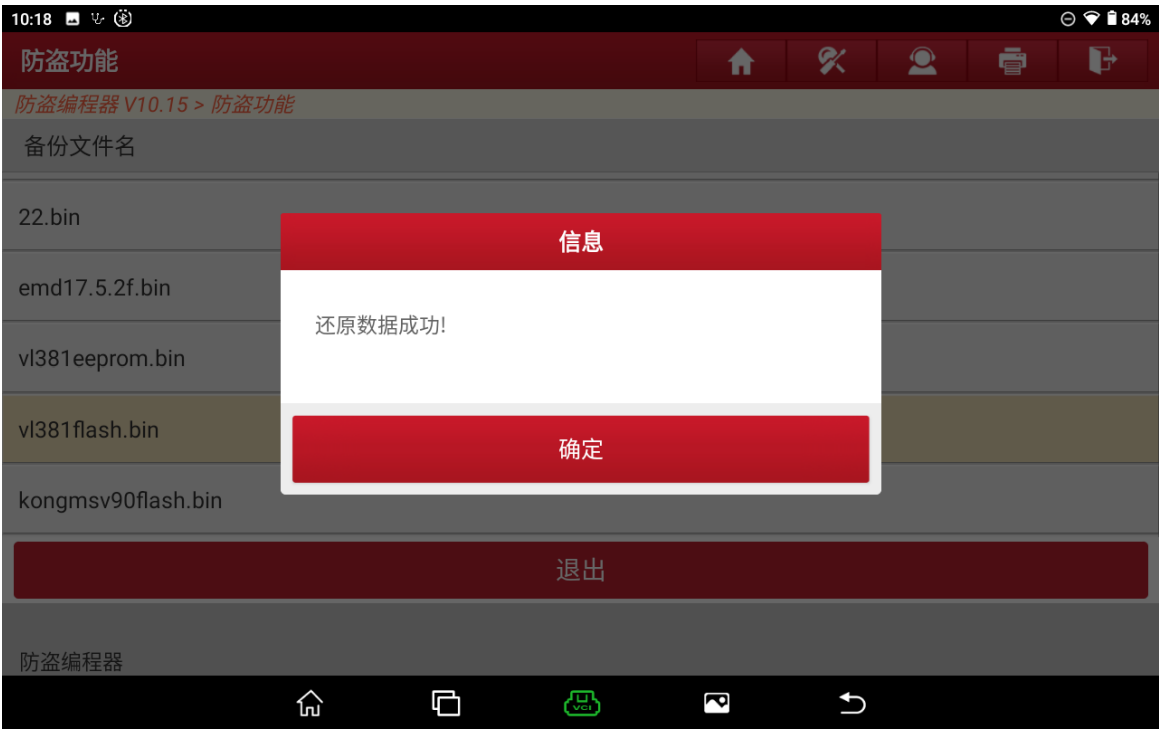 10:18
84%
防盗功能
防盗编程器 V10.15 > 防盗功能
备份文件名
22.bin
信息
emd17.5.2f.bin
还原数据成功!
vl381eeprom.bin
vl381flash.bin
确定
kongmsv90flash.bin
退出
防盗编程器
VCI